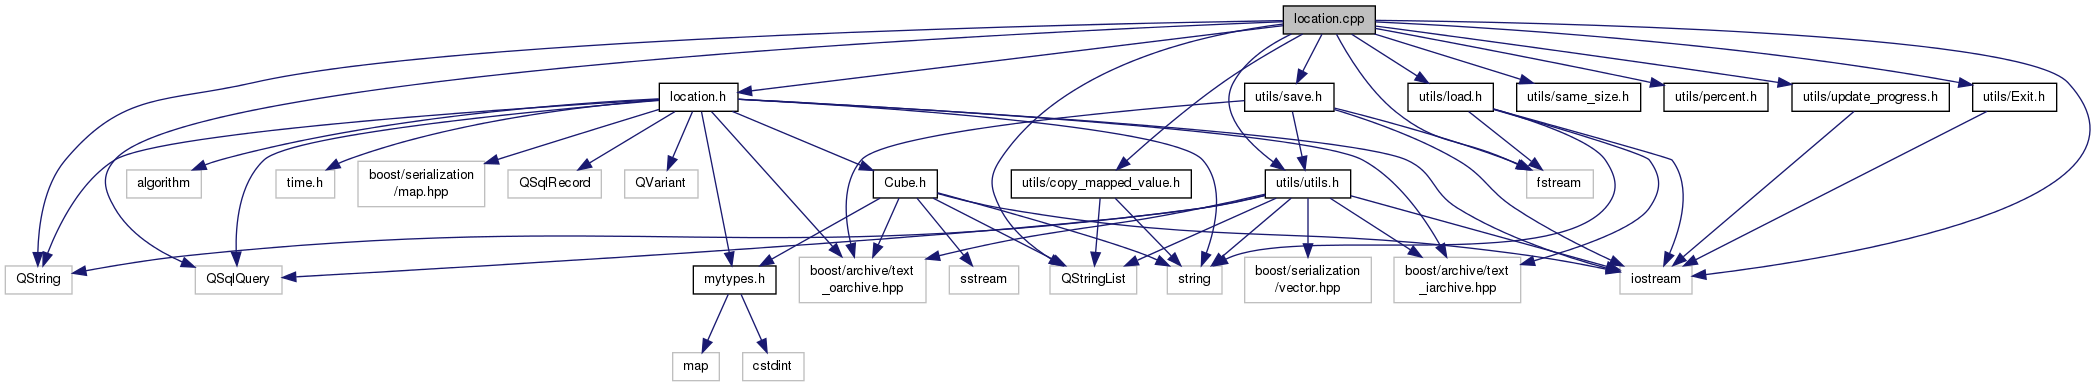 location.cpp
location.h
utils/save.h
utils/load.h
utils/same_size.h
utils/percent.h
utils/update_progress.h
utils/Exit.h
algorithm
time.h
boost/serialization
/map.hpp
QSqlRecord
QVariant
Cube.h
utils/copy_mapped_value.h
utils/utils.h
fstream
QString
QSqlQuery
mytypes.h
boost/archive/text
_oarchive.hpp
sstream
QStringList
string
boost/serialization
/vector.hpp
boost/archive/text
_iarchive.hpp
iostream
map
cstdint